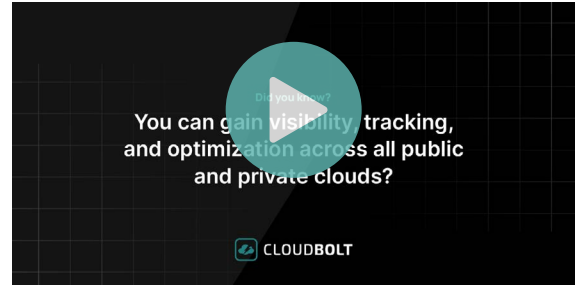 Did you know?
You can gain visibility, tracking,
and optimization across all public
and private clouds?
CLOUDBOLT